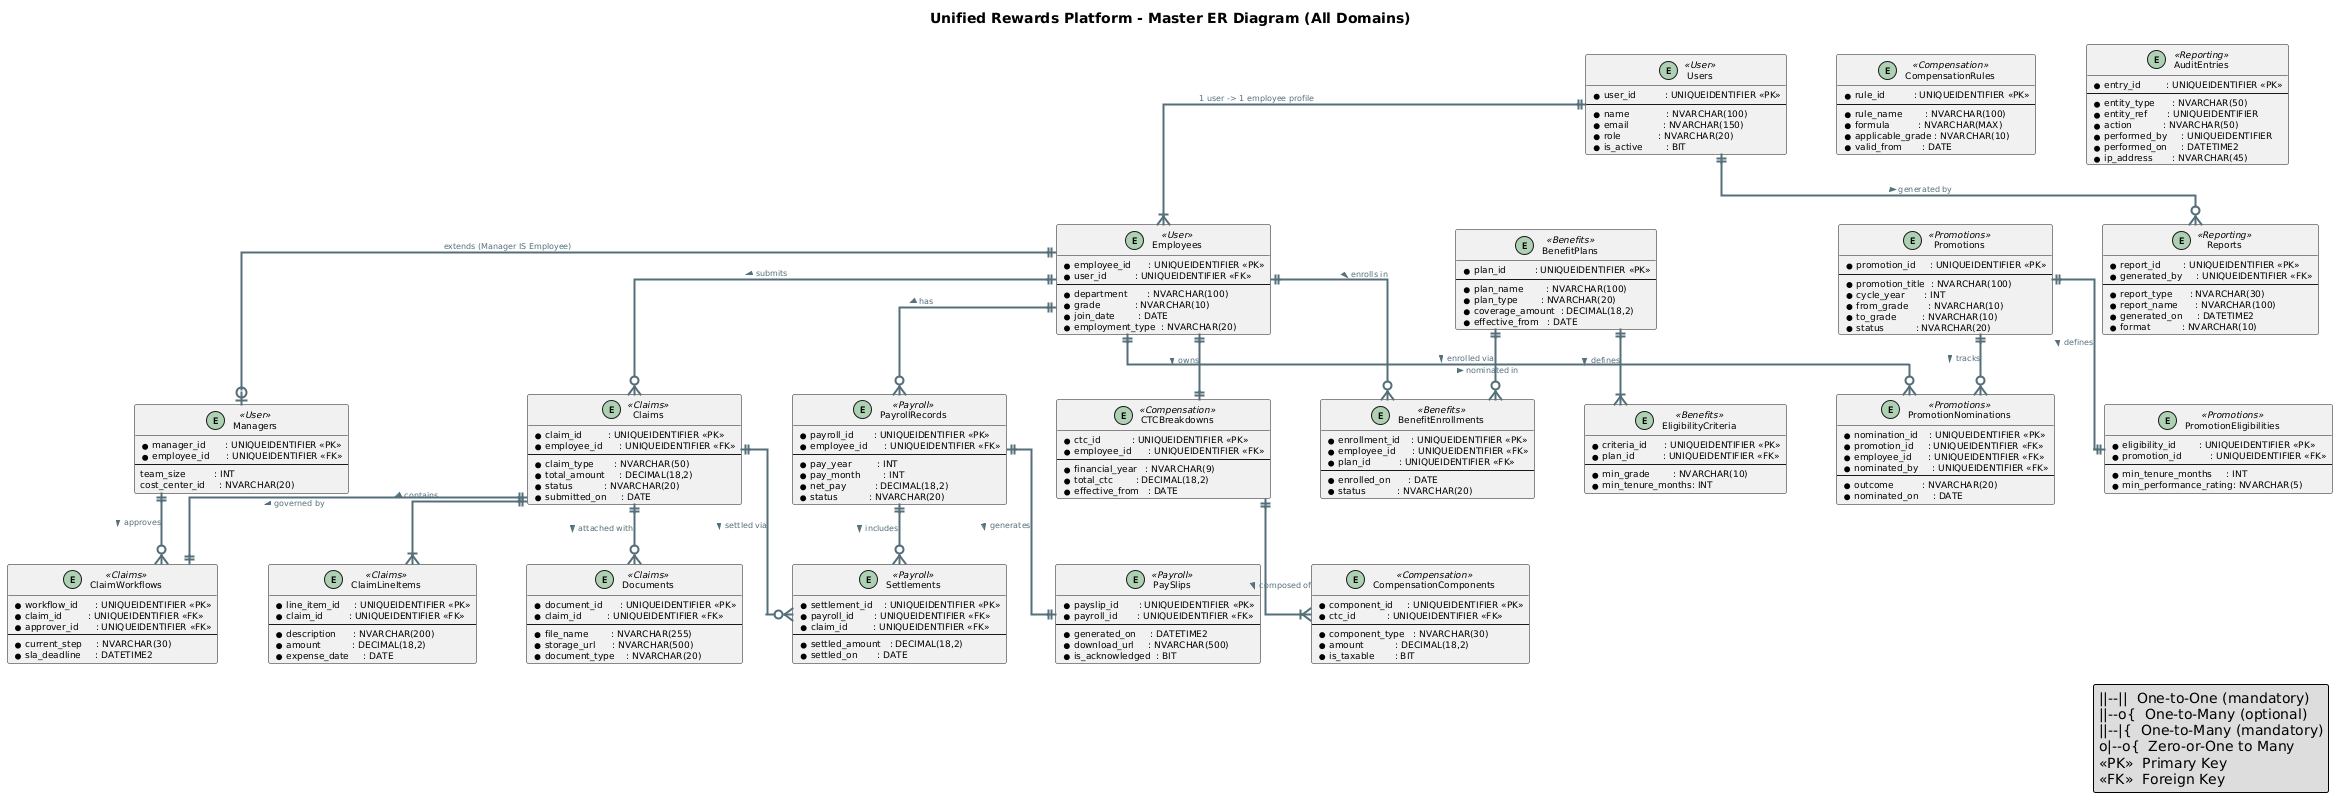 Unified Rewards Platform - Master ER Diagram (All Domains)
E
«User»
Users
user_id : UNIQUEIDENTIFIER «PK»
name : NVARCHAR(100)
email : NVARCHAR(150)
role : NVARCHAR(20)
is_active : BIT
E
«Compensation»
CompensationRules
rule_id : UNIQUEIDENTIFIER «PK»
rule_name : NVARCHAR(100)
formula : NVARCHAR(MAX)
applicable_grade : NVARCHAR(10)
valid_from : DATE
E
«Reporting»
AuditEntries
entry_id : UNIQUEIDENTIFIER «PK»
entity_type : NVARCHAR(50)
entity_ref : UNIQUEIDENTIFIER
action : NVARCHAR(50)
performed_by : UNIQUEIDENTIFIER
performed_on : DATETIME2
ip_address : NVARCHAR(45)
1 user -> 1 employee profile
generated by
E
«User»
Employees
employee_id : UNIQUEIDENTIFIER «PK»
user_id : UNIQUEIDENTIFIER «FK»
department : NVARCHAR(100)
grade : NVARCHAR(10)
join_date : DATE
employment_type : NVARCHAR(20)
E
«Benefits»
BenefitPlans
plan_id : UNIQUEIDENTIFIER «PK»
plan_name : NVARCHAR(100)
plan_type : NVARCHAR(20)
coverage_amount : DECIMAL(18,2)
effective_from : DATE
E
«Promotions»
Promotions
promotion_id : UNIQUEIDENTIFIER «PK»
promotion_title : NVARCHAR(100)
cycle_year : INT
from_grade : NVARCHAR(10)
to_grade : NVARCHAR(10)
status : NVARCHAR(20)
E
«Reporting»
Reports
report_id : UNIQUEIDENTIFIER «PK»
generated_by : UNIQUEIDENTIFIER «FK»
report_type : NVARCHAR(30)
report_name : NVARCHAR(100)
generated_on : DATETIME2
format : NVARCHAR(10)
extends (Manager IS Employee)
submits
has
enrolls in
owns
enrolled via
nominated in
defines
tracks
defines
E
«User»
Managers
manager_id : UNIQUEIDENTIFIER «PK»
employee_id : UNIQUEIDENTIFIER «FK»
team_size : INT
cost_center_id : NVARCHAR(20)
E
«Claims»
Claims
claim_id : UNIQUEIDENTIFIER «PK»
employee_id : UNIQUEIDENTIFIER «FK»
claim_type : NVARCHAR(50)
total_amount : DECIMAL(18,2)
status : NVARCHAR(20)
submitted_on : DATE
E
«Payroll»
PayrollRecords
payroll_id : UNIQUEIDENTIFIER «PK»
employee_id : UNIQUEIDENTIFIER «FK»
pay_year : INT
pay_month : INT
net_pay : DECIMAL(18,2)
status : NVARCHAR(20)
E
«Compensation»
CTCBreakdowns
ctc_id : UNIQUEIDENTIFIER «PK»
employee_id : UNIQUEIDENTIFIER «FK»
financial_year : NVARCHAR(9)
total_ctc : DECIMAL(18,2)
effective_from : DATE
E
«Benefits»
BenefitEnrollments
enrollment_id : UNIQUEIDENTIFIER «PK»
employee_id : UNIQUEIDENTIFIER «FK»
plan_id : UNIQUEIDENTIFIER «FK»
enrolled_on : DATE
status : NVARCHAR(20)
E
«Benefits»
EligibilityCriteria
criteria_id : UNIQUEIDENTIFIER «PK»
plan_id : UNIQUEIDENTIFIER «FK»
min_grade : NVARCHAR(10)
min_tenure_months: INT
E
«Promotions»
PromotionNominations
nomination_id : UNIQUEIDENTIFIER «PK»
promotion_id : UNIQUEIDENTIFIER «FK»
employee_id : UNIQUEIDENTIFIER «FK»
nominated_by : UNIQUEIDENTIFIER «FK»
outcome : NVARCHAR(20)
nominated_on : DATE
E
«Promotions»
PromotionEligibilities
eligibility_id : UNIQUEIDENTIFIER «PK»
promotion_id : UNIQUEIDENTIFIER «FK»
min_tenure_months : INT
min_performance_rating: NVARCHAR(5)
contains
governed by
approves
attached with
settled via
includes
generates
composed of
E
«Claims»
ClaimWorkflows
workflow_id : UNIQUEIDENTIFIER «PK»
claim_id : UNIQUEIDENTIFIER «FK»
approver_id : UNIQUEIDENTIFIER «FK»
current_step : NVARCHAR(30)
sla_deadline : DATETIME2
E
«Claims»
ClaimLineItems
line_item_id : UNIQUEIDENTIFIER «PK»
claim_id : UNIQUEIDENTIFIER «FK»
description : NVARCHAR(200)
amount : DECIMAL(18,2)
expense_date : DATE
E
«Claims»
Documents
document_id : UNIQUEIDENTIFIER «PK»
claim_id : UNIQUEIDENTIFIER «FK»
file_name : NVARCHAR(255)
storage_url : NVARCHAR(500)
document_type : NVARCHAR(20)
E
«Payroll»
Settlements
settlement_id : UNIQUEIDENTIFIER «PK»
payroll_id : UNIQUEIDENTIFIER «FK»
claim_id : UNIQUEIDENTIFIER «FK»
settled_amount : DECIMAL(18,2)
settled_on : DATE
E
«Payroll»
PaySlips
payslip_id : UNIQUEIDENTIFIER «PK»
payroll_id : UNIQUEIDENTIFIER «FK»
generated_on : DATETIME2
download_url : NVARCHAR(500)
is_acknowledged : BIT
E
«Compensation»
CompensationComponents
component_id : UNIQUEIDENTIFIER «PK»
ctc_id : UNIQUEIDENTIFIER «FK»
component_type : NVARCHAR(30)
amount : DECIMAL(18,2)
is_taxable : BIT
||--|| One-to-One (mandatory)
||--o{ One-to-Many (optional)
||--|{ One-to-Many (mandatory)
o|--o{ Zero-or-One to Many
«PK» Primary Key
«FK» Foreign Key